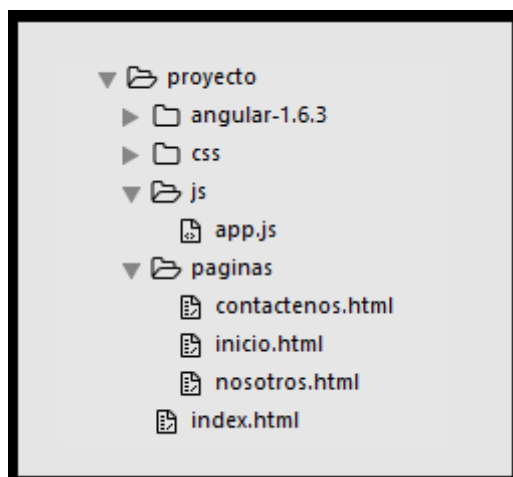 proyecto
angular-1.6.3
css
js
app.js
paginas
contactenos.html
inicio.html
nosotros.html
index.html